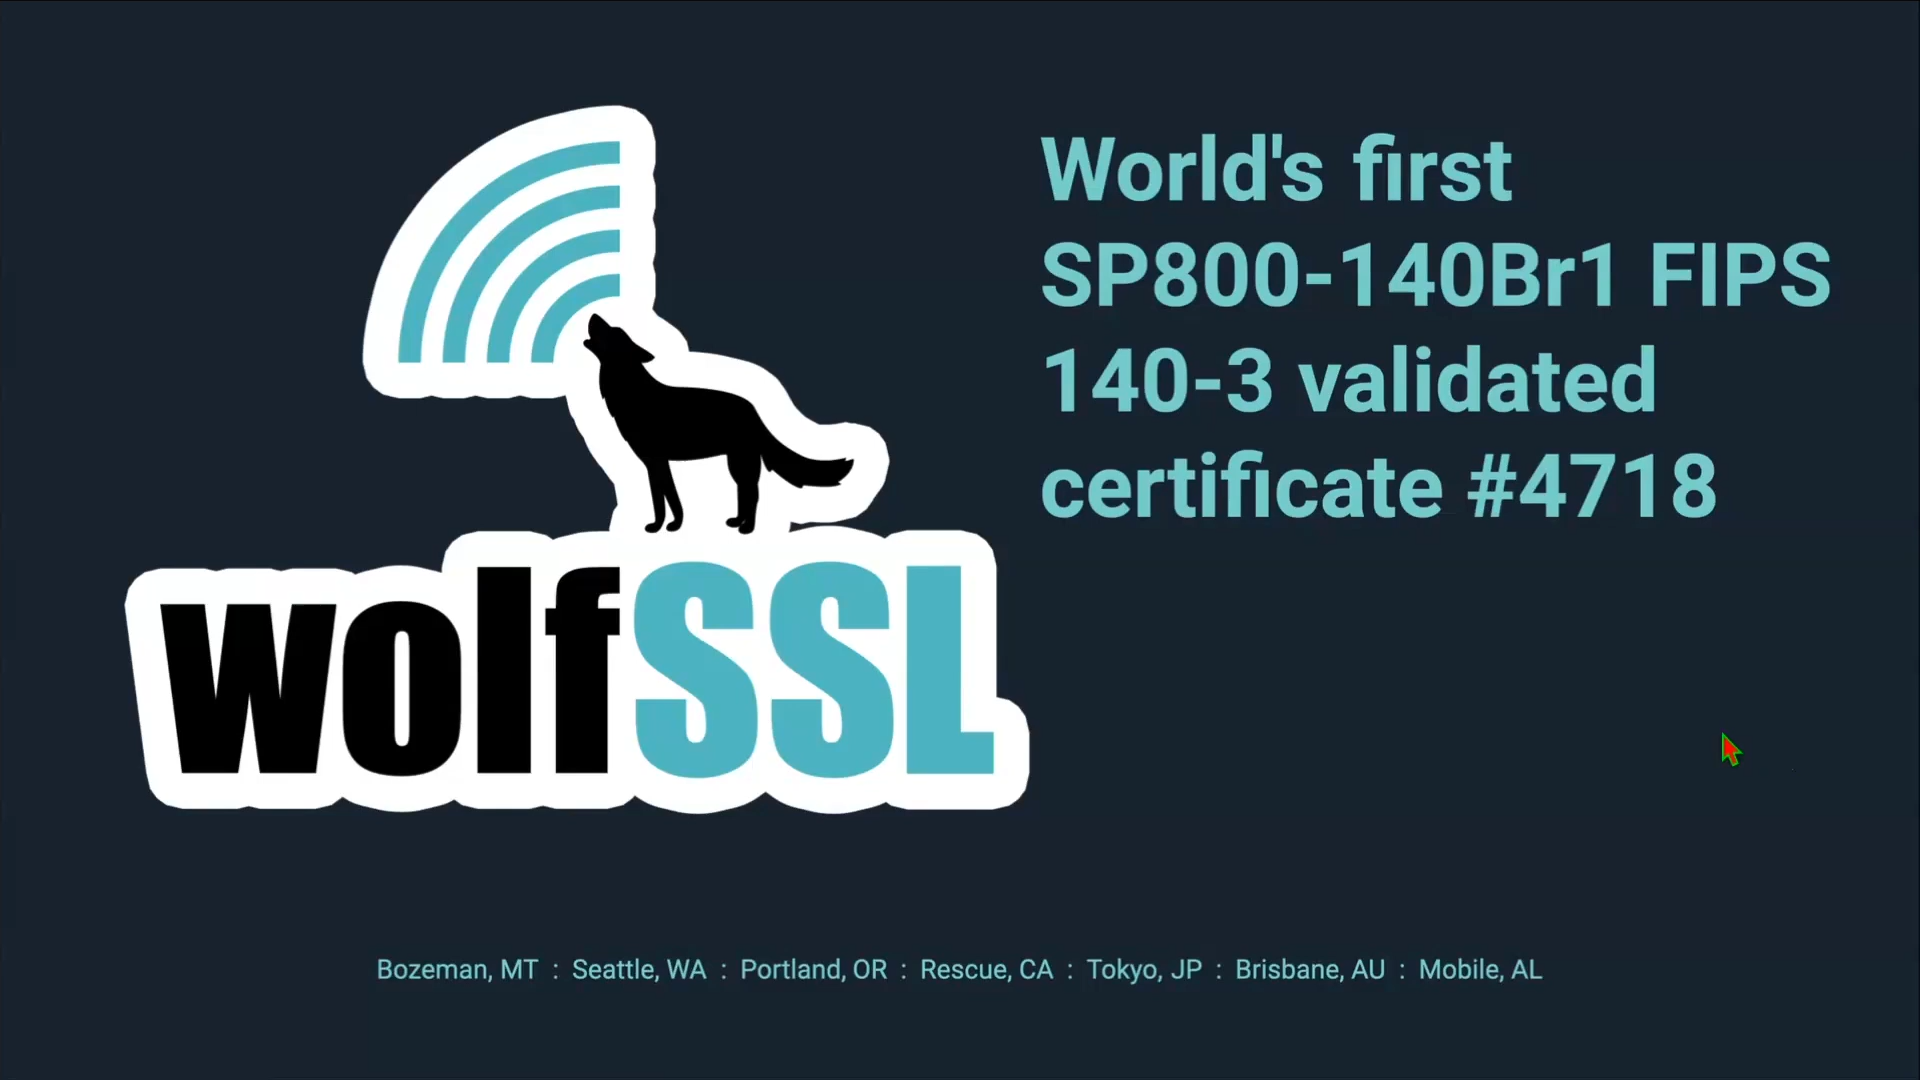 World's first
SP800-140Br1 FIPS
140-3 validated
certificate #4718
wolfSSL
Bozeman, MT : Seattle, WA : Portland, OR : Rescue, CA : Tokyo, JP : Brisbane, AU : Mobile, AL